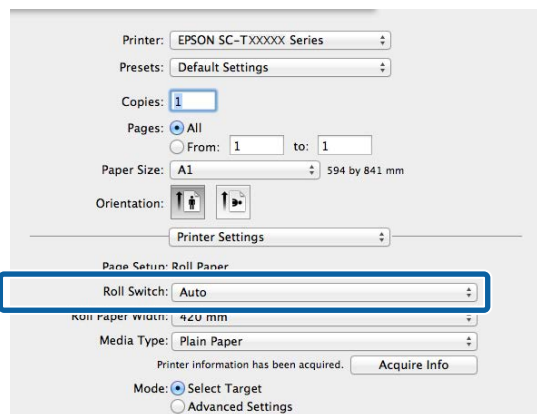 Printer: EPSON SC-TXXXXX Series
Presets: Default Settings
Copies: 1
Pages: All
From: 1 to: 1
Paper Size: A1 594 by 841 mm
Orientation:
Printer Settings
Page Setup: Roll Paper
Roll Switch: Auto
Roll Paper Width: 420 mm
Media Type: Plain Paper
Printer information has been acquired. Acquire Info
Mode: Select Target
Advanced Settings